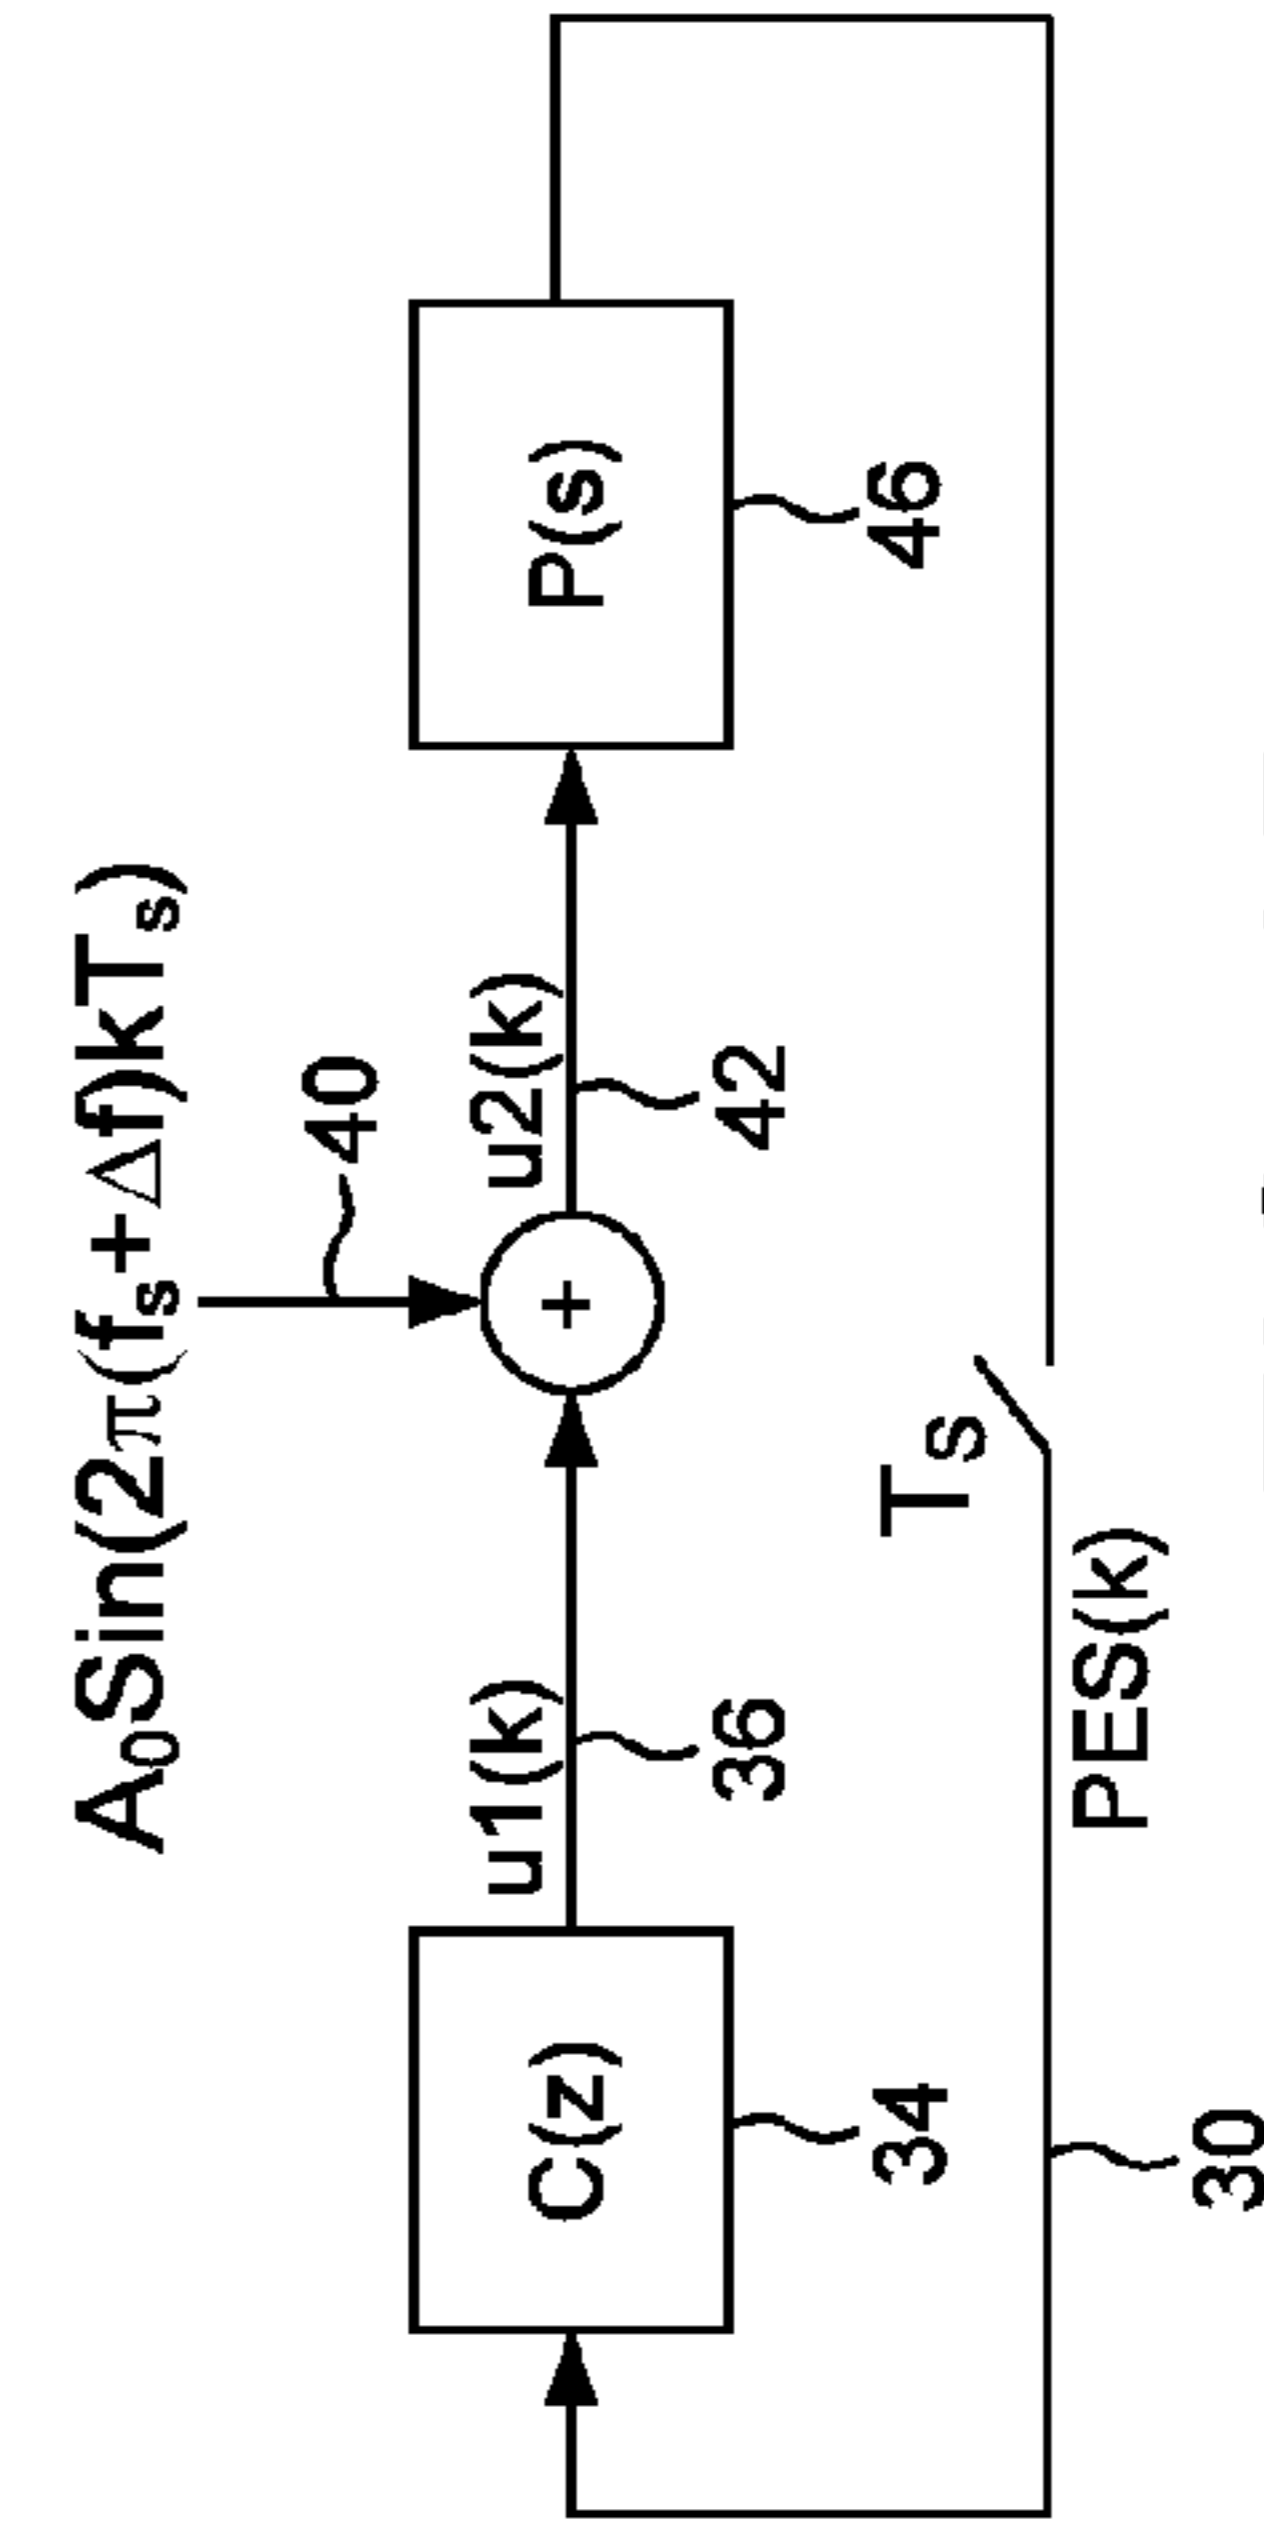 A₀Sin(2π(fₛ+Δf)kTₛ)
40
u1(k)
u2(k)
C(z)
+
P(s)
36
42
34
46
Tₛ
PES(k)
30